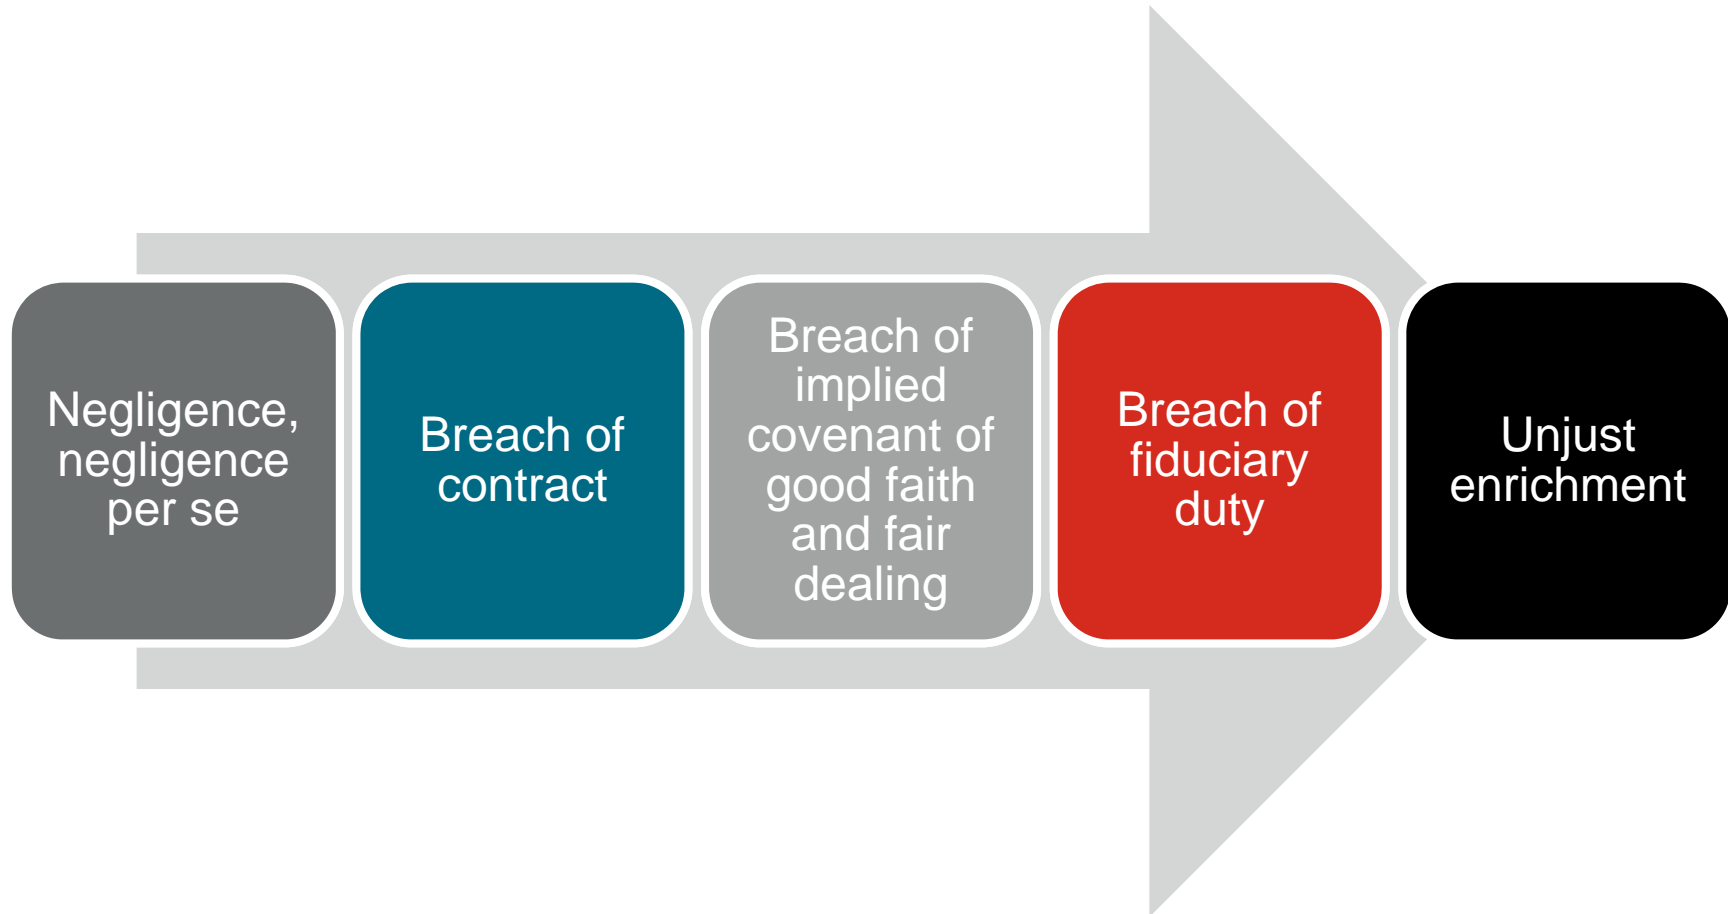 Negligence,
negligence
per se
Breach of
contract
Breach of
implied
covenant of
good faith
and fair
dealing
Breach of
fiduciary
duty
Unjust
enrichment